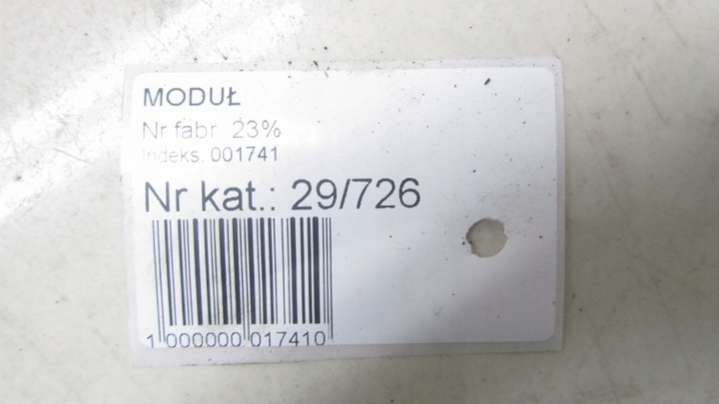 MODUŁ
Nr fabr. 23%
Indeks. 001741
Nr kat.: 29/726
1 000000 017410